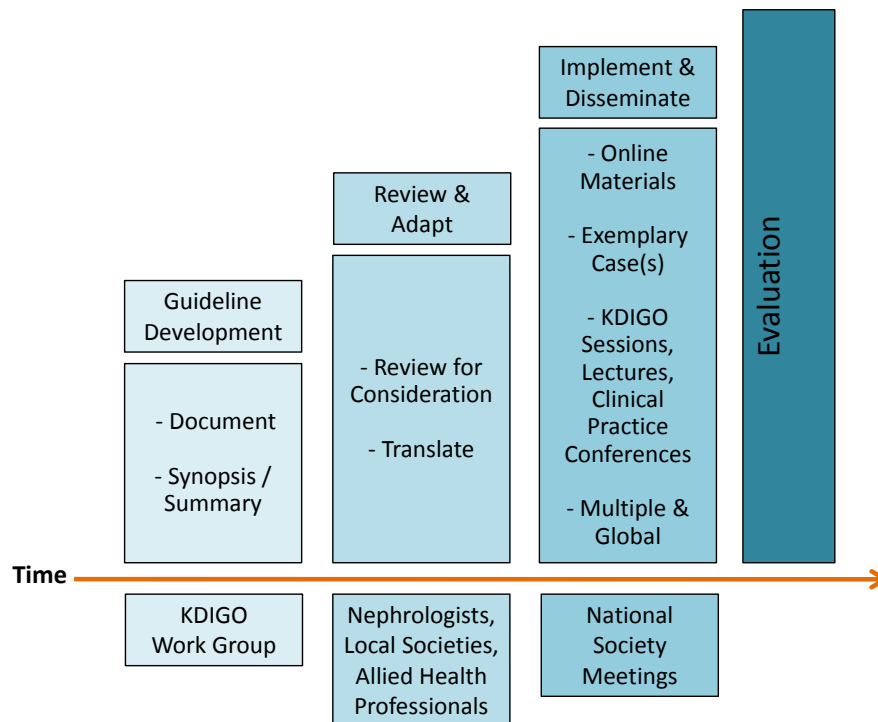 Guideline
Development
- Document
- Synopsis /
Summary
Review &
Adapt
- Review for
Consideration
- Translate
Implement &
Disseminate
- Online
Materials
- Exemplary
Case(s)
- KDIGO
Sessions,
Lectures,
Clinical
Practice
Conferences
- Multiple &
Global
Evaluation
Time
KDIGO
Work Group
Nephrologists,
Local Societies,
Allied Health
Professionals
National
Society
Meetings